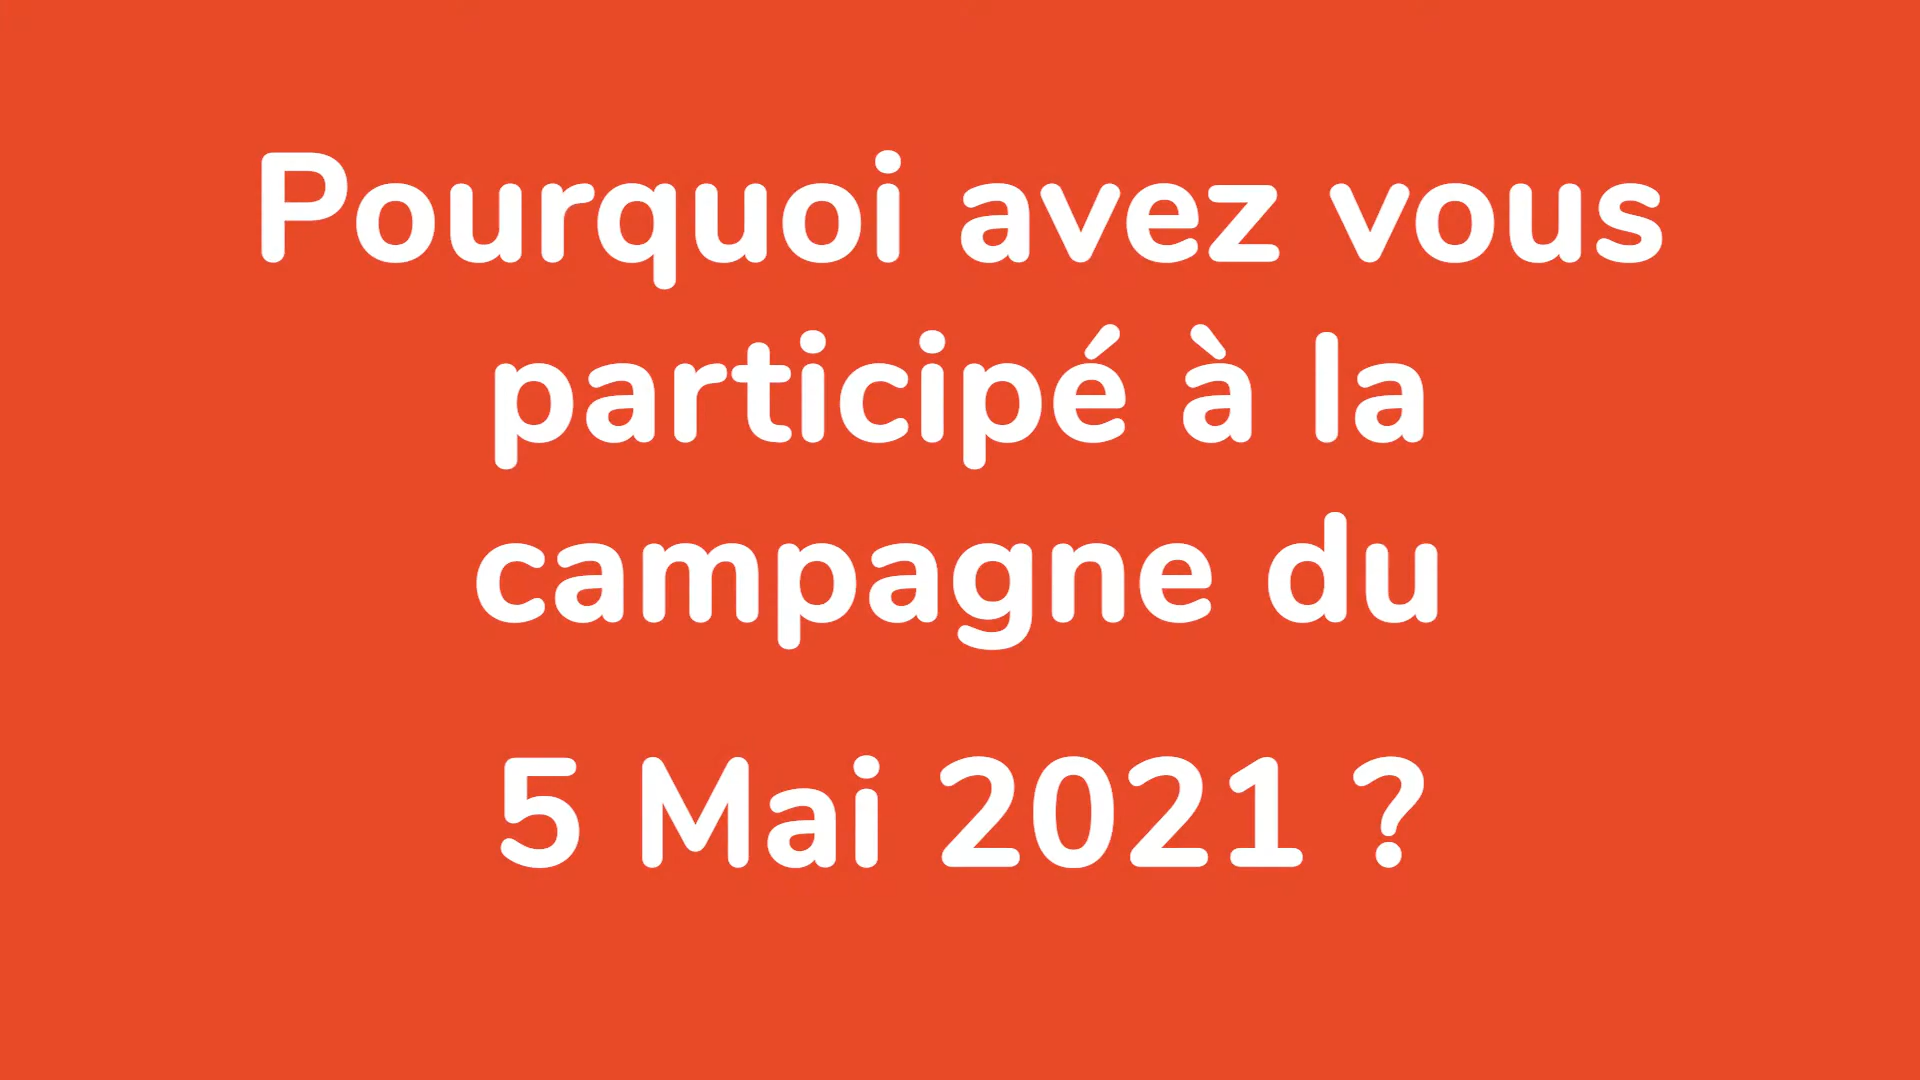 Pourquoi avez vous
participé à la
campagne du
5 Mai 2021 ?